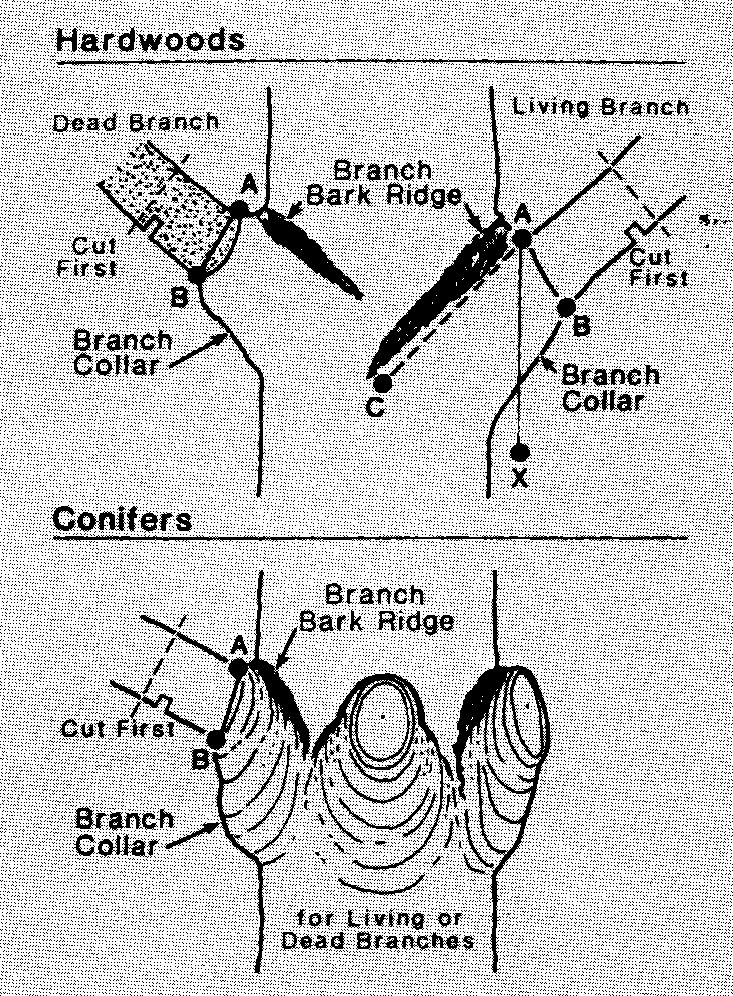 Hardwoods
Dead Branch
Living Branch
Branch
Bark Ridge
A
A
Cut
First
Cut
First
B
B
Branch
Collar
Branch
Collar
C
X
Conifers
Branch
Bark Ridge
A
Cut First
B
Branch
Collar
for Living or
Dead Branches